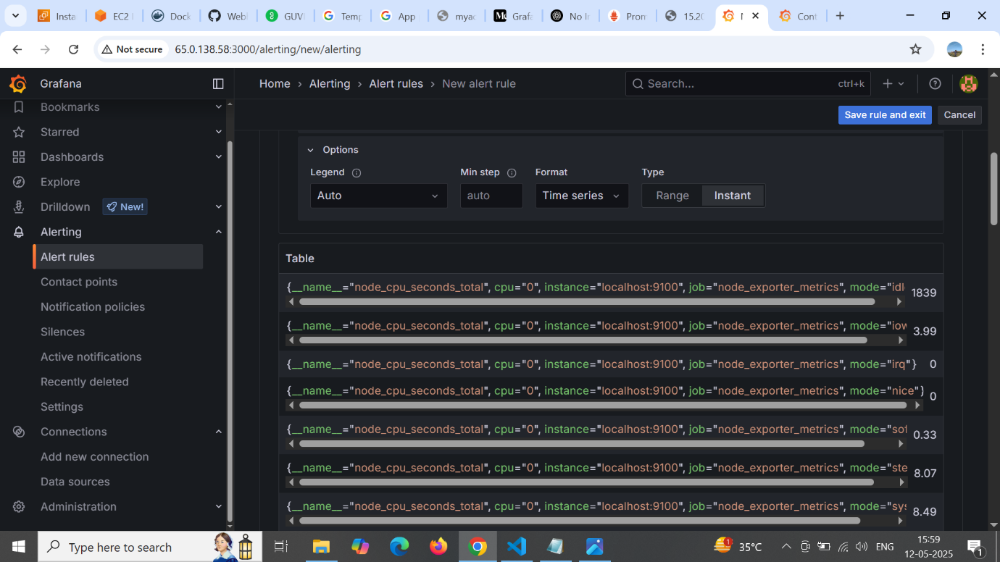 Insta
EC2 I
Dock
Webl
GUVI
Temp
App
myac
Grafa
No In
Prom
15.20
Cont
Not secure
65.0.138.58:3000/alerting/new/alerting
Grafana
Home › Alerting › Alert rules › New alert rule
Search...
ctrl+k
Save rule and exit
Cancel
Bookmarks
Starred
Dashboards
Explore
Drilldown
New!
Alerting
Alert rules
Contact points
Notification policies
Silences
Active notifications
Recently deleted
Settings
Connections
Add new connection
Data sources
Administration
Options
Legend
Min step
Format
Type
Auto
auto
Time series
Range
Instant
Table
{__name__="node_cpu_seconds_total", cpu="0", instance="localhost:9100", job="node_exporter_metrics", mode="idle 1839
{__name__="node_cpu_seconds_total", cpu="0", instance="localhost:9100", job="node_exporter_metrics", mode="iow 3.99
{__name__="node_cpu_seconds_total", cpu="0", instance="localhost:9100", job="node_exporter_metrics", mode="irq"} 0
{__name__="node_cpu_seconds_total", cpu="0", instance="localhost:9100", job="node_exporter_metrics", mode="nice"} 0
{__name__="node_cpu_seconds_total", cpu="0", instance="localhost:9100", job="node_exporter_metrics", mode="sof 0.33
{__name__="node_cpu_seconds_total", cpu="0", instance="localhost:9100", job="node_exporter_metrics", mode="ste 8.07
{__name__="node_cpu_seconds_total", cpu="0", instance="localhost:9100", job="node_exporter_metrics", mode="sys 8.49
Type here to search
1
35°C
ENG
15:59
12-05-2025
1